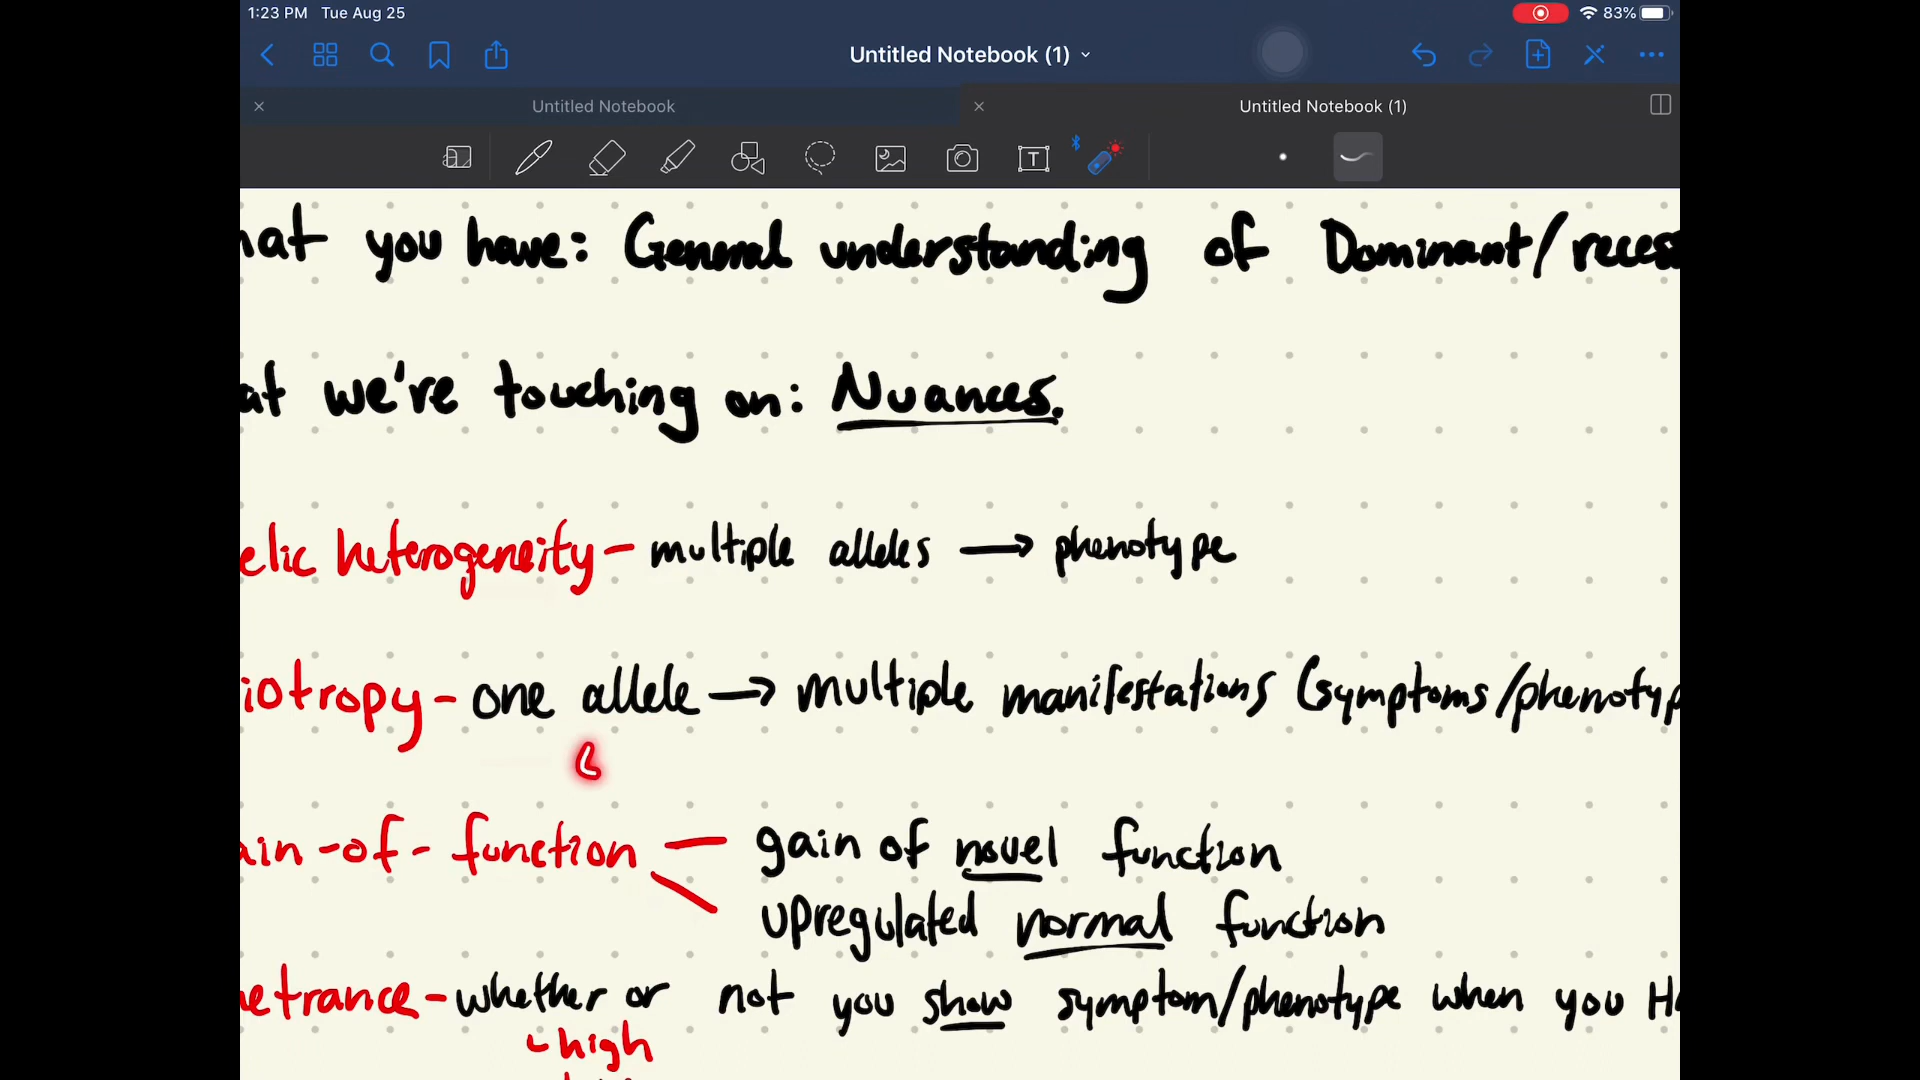 1:23 PM Tue Aug 25 83%
Untitled Notebook (1)
Untitled Notebook
Untitled Notebook (1)
T
hat you have: General understanding of Dominant/recess
at we're touching on: Nuances.
elic heterogeneity - multiple alleles → phenotype
iotropy - one allele → multiple manifestations (symptoms/phenotyp
ain-of-function — gain of novel function
upregulated normal function
netrance - whether or not you show symptom/phenotype when you H
- high